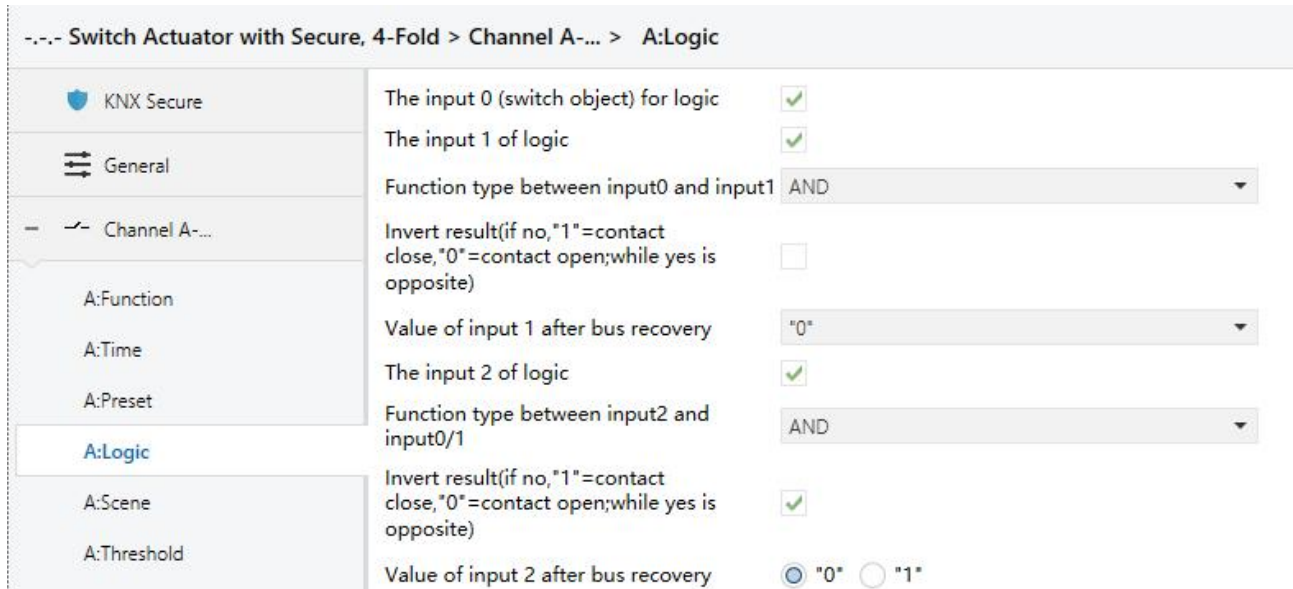 -.-.- Switch Actuator with Secure, 4-Fold > Channel A-... > A:Logic
KNX Secure
General
Channel A-...
A:Function
A:Time
A:Preset
A:Logic
A:Scene
A:Threshold
The input 0 (switch object) for logic
The input 1 of logic
Function type between input0 and input1 AND
Invert result(if no,"1"=contact
close,"0"=contact open;while yes is
opposite)
Value of input 1 after bus recovery "0"
The input 2 of logic
Function type between input2 and
input0/1
AND
Invert result(if no,"1"=contact
close,"0"=contact open;while yes is
opposite)
Value of input 2 after bus recovery "0" "1"